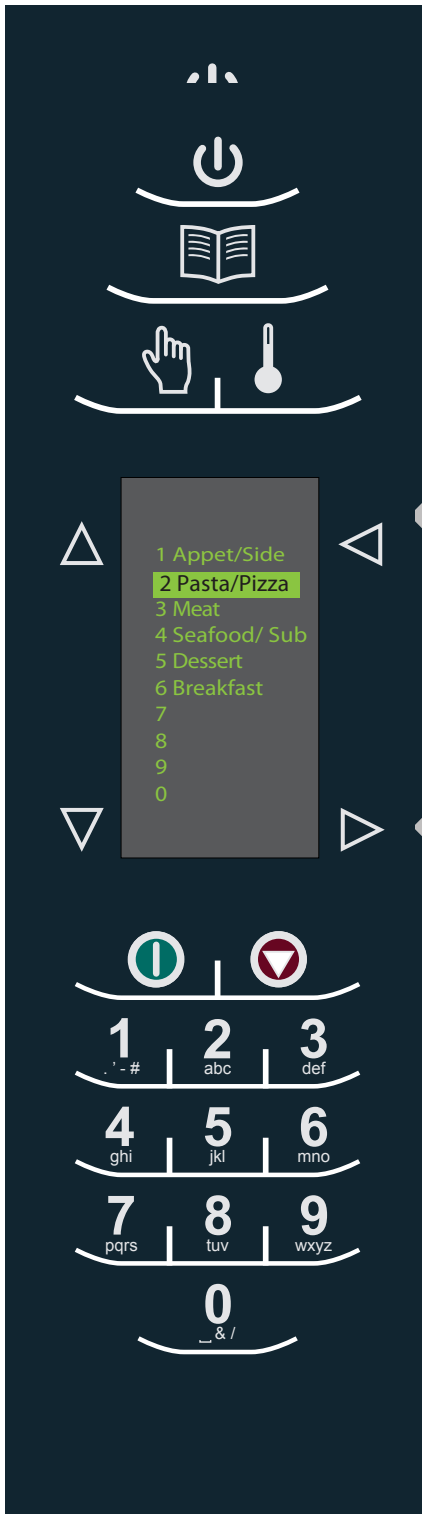 1 Appet/Side
2 Pasta/Pizza
3 Meat
4 Seafood/ Sub
5 Dessert
6 Breakfast
7
8
9
0
1 2 3
. ' - # abc def
4 5 6
ghi jkl mno
7 8 9
pqrs tuv wxyz
0
⎵ & /